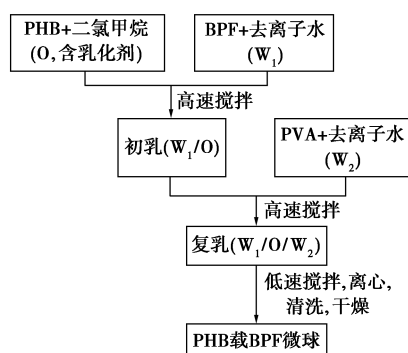 PHB+二氯甲烷
(O,含乳化剂)
BPF+去离子水
(W₁)
高速搅拌
初乳(W₁/O)
PVA+去离子水
(W₂)
高速搅拌
复乳(W₁/O/W₂)
低速搅拌,离心,
清洗,干燥
PHB载BPF微球